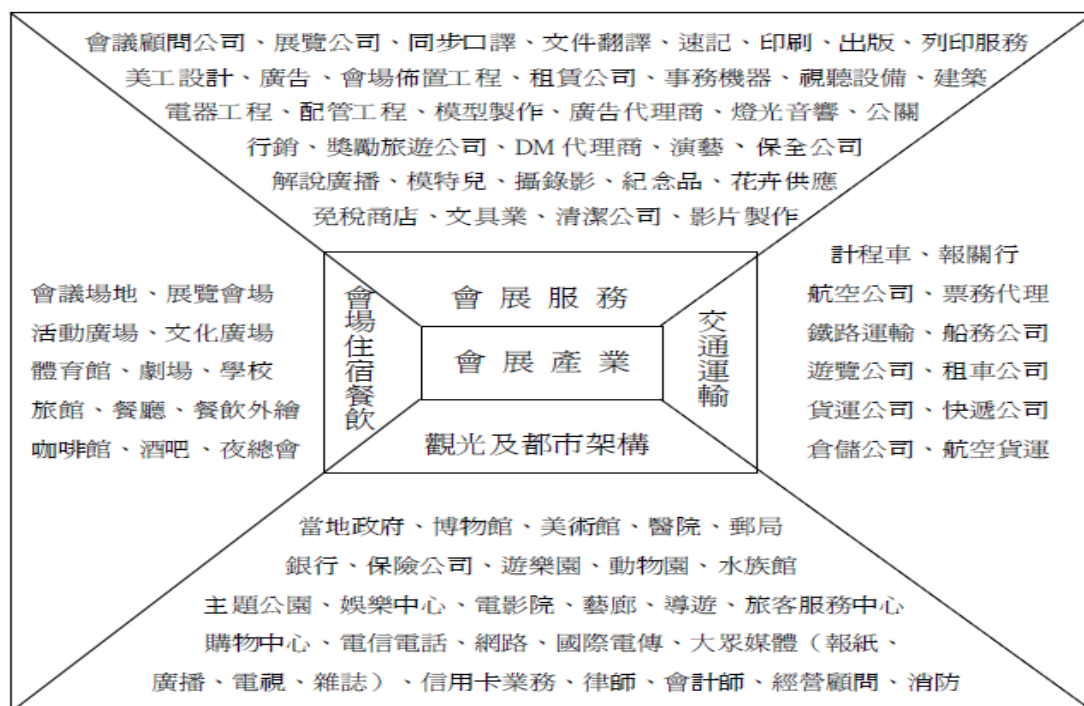 會議顧問公司、展覽公司、同步口譯、文件翻譯、速記、印刷、出版、列印服務
美工設計、廣告、會場佈置工程、租賃公司、事務機器、視聽設備、建築
電器工程、配管工程、模型製作、廣告代理商、燈光音響、公關
行銷、獎勵旅遊公司、DM 代理商、演藝、保全公司
解說廣播、模特兒、攝錄影、紀念品、花卉供應
免稅商店、文具業、清潔公司、影片製作
會議場地、展覽會場
活動廣場、文化廣場
體育館、劇場、學校
旅館、餐廳、餐飲外燴
咖啡館、酒吧、夜總會
會場住宿餐飲
會展服務
會展產業
觀光及都市架構
交通運輸
計程車、報關行
航空公司、票務代理
鐵路運輸、船務公司
遊覽公司、租車公司
貨運公司、快遞公司
倉儲公司、航空貨運
當地政府、博物館、美術館、醫院、郵局
銀行、保險公司、遊樂園、動物園、水族館
主題公園、娛樂中心、電影院、藝廊、導遊、旅客服務中心
購物中心、電信電話、網路、國際電傳、大眾媒體（報紙、
廣播、電視、雜誌）、信用卡業務、律師、會計師、經營顧問、消防